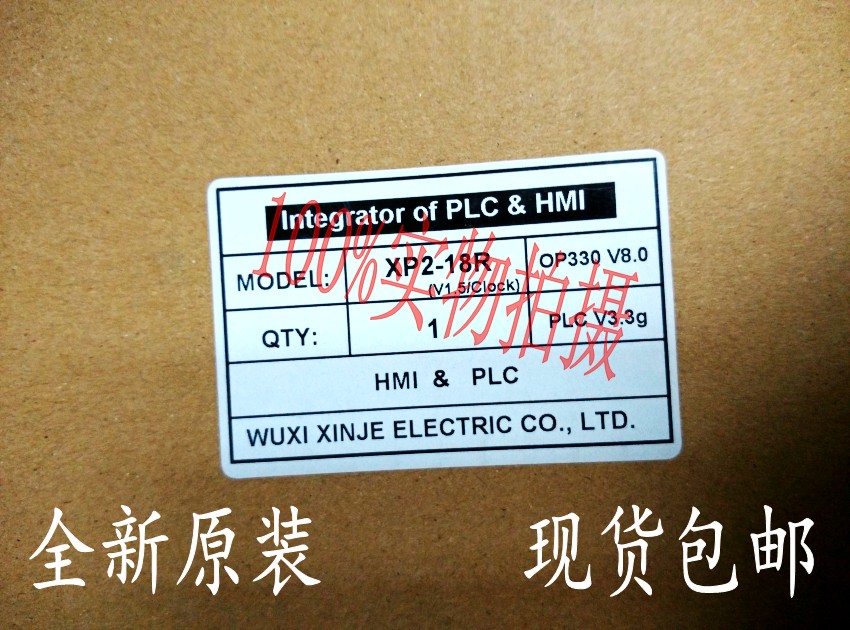 Integrator of PLC & HMI
MODEL: XP2-18R OP330 V8.0
(V1.5/Clock)
QTY: 1 PLC V3.3g
HMI & PLC
WUXI XINJE ELECTRIC CO., LTD.
100%实物拍摄
全新原装 现货包邮